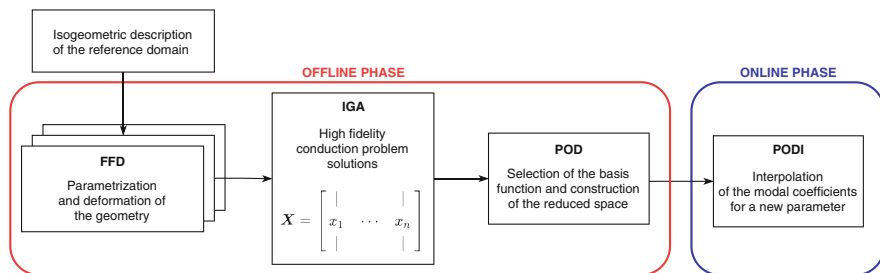 Isogeometric description
of the reference domain
OFFLINE PHASE
ONLINE PHASE
FFD
Parametrization
and deformation of
the geometry
IGA
High fidelity
conduction problem
solutions
X = [ | | ]
[ x₁ ⋯ xₙ ]
[ | | ]
POD
Selection of the basis
function and construction
of the reduced space
PODI
Interpolation
of the modal coefficients
for a new parameter